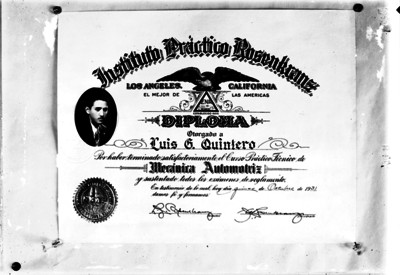 Instituto Práctico Rosenkranz
LOS ANGELES, CALIFORNIA
EL MEJOR DE LAS AMERICAS
DIPLOMA
Otorgado a
Luis G. Quintero
Por haber terminado satisfactoriamente el Curso Práctico Técnico de
Mecánica Automotriz
y sustentado todos los exámenes de reglamento.
En testimonio de lo cual, hoy día quince de Octubre de 1931
damos fé y firmamos